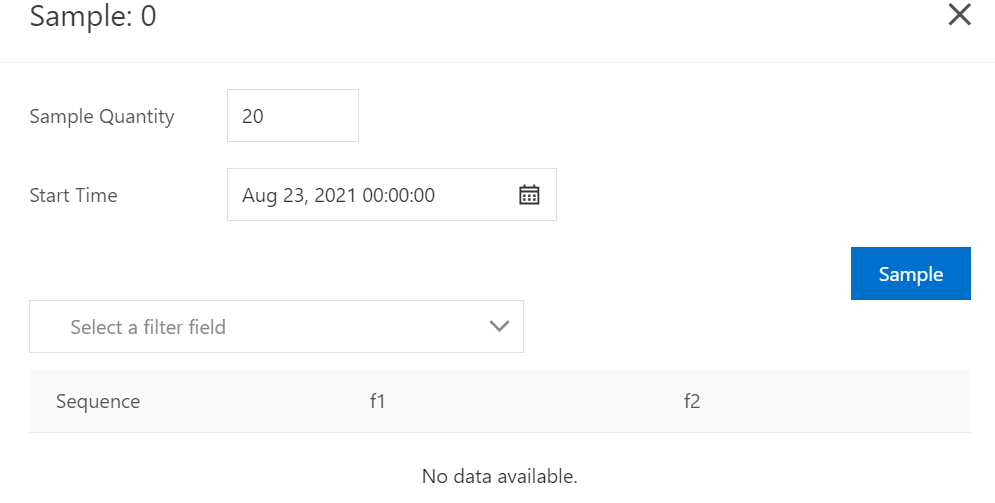 Sample: 0
Sample Quantity 20
Start Time Aug 23, 2021 00:00:00
Sample
Select a filter field
Sequence f1 f2
No data available.